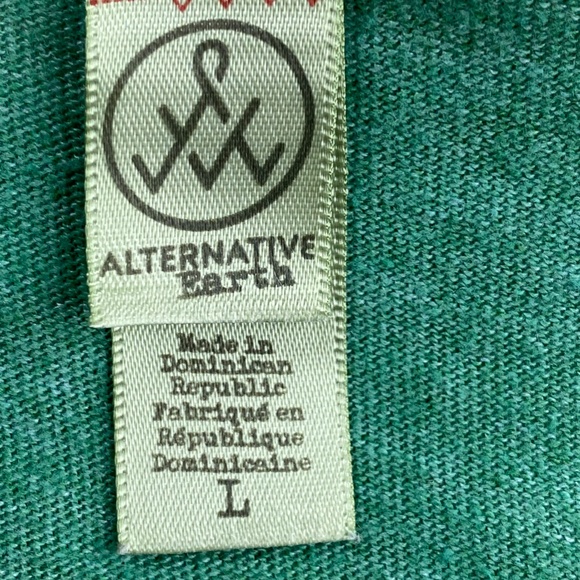 ALTERNATIVE
Earth
Made in
Dominican
Republic
Fabriqué en
République
Dominicaine
L